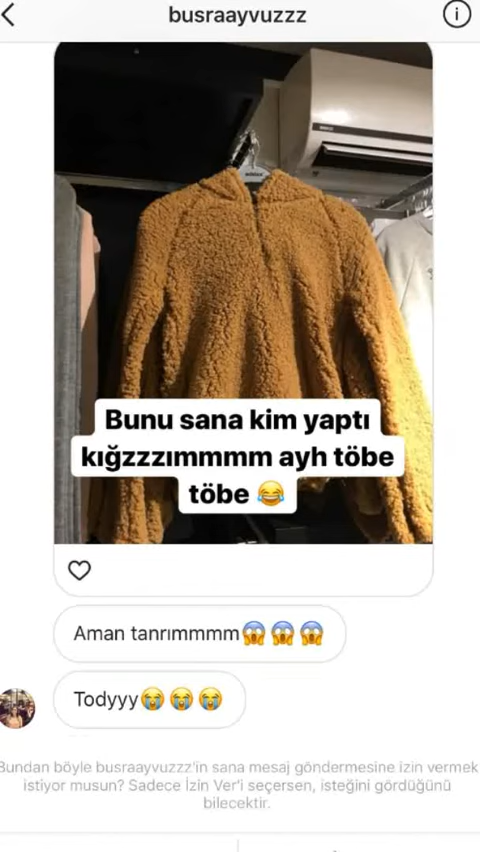 busraayvuzzz
Bunu sana kim yaptı
kığzzzımmmm ayh töbe
töbe 😂
Aman tanrımmmm😱😱😱
Todyyy😭😭😭
Bundan böyle busraayvuzzz'in sana mesaj göndermesine izin vermek
istiyor musun? Sadece İzin Ver'i seçersen, isteğini gördüğünü
bilecektir.